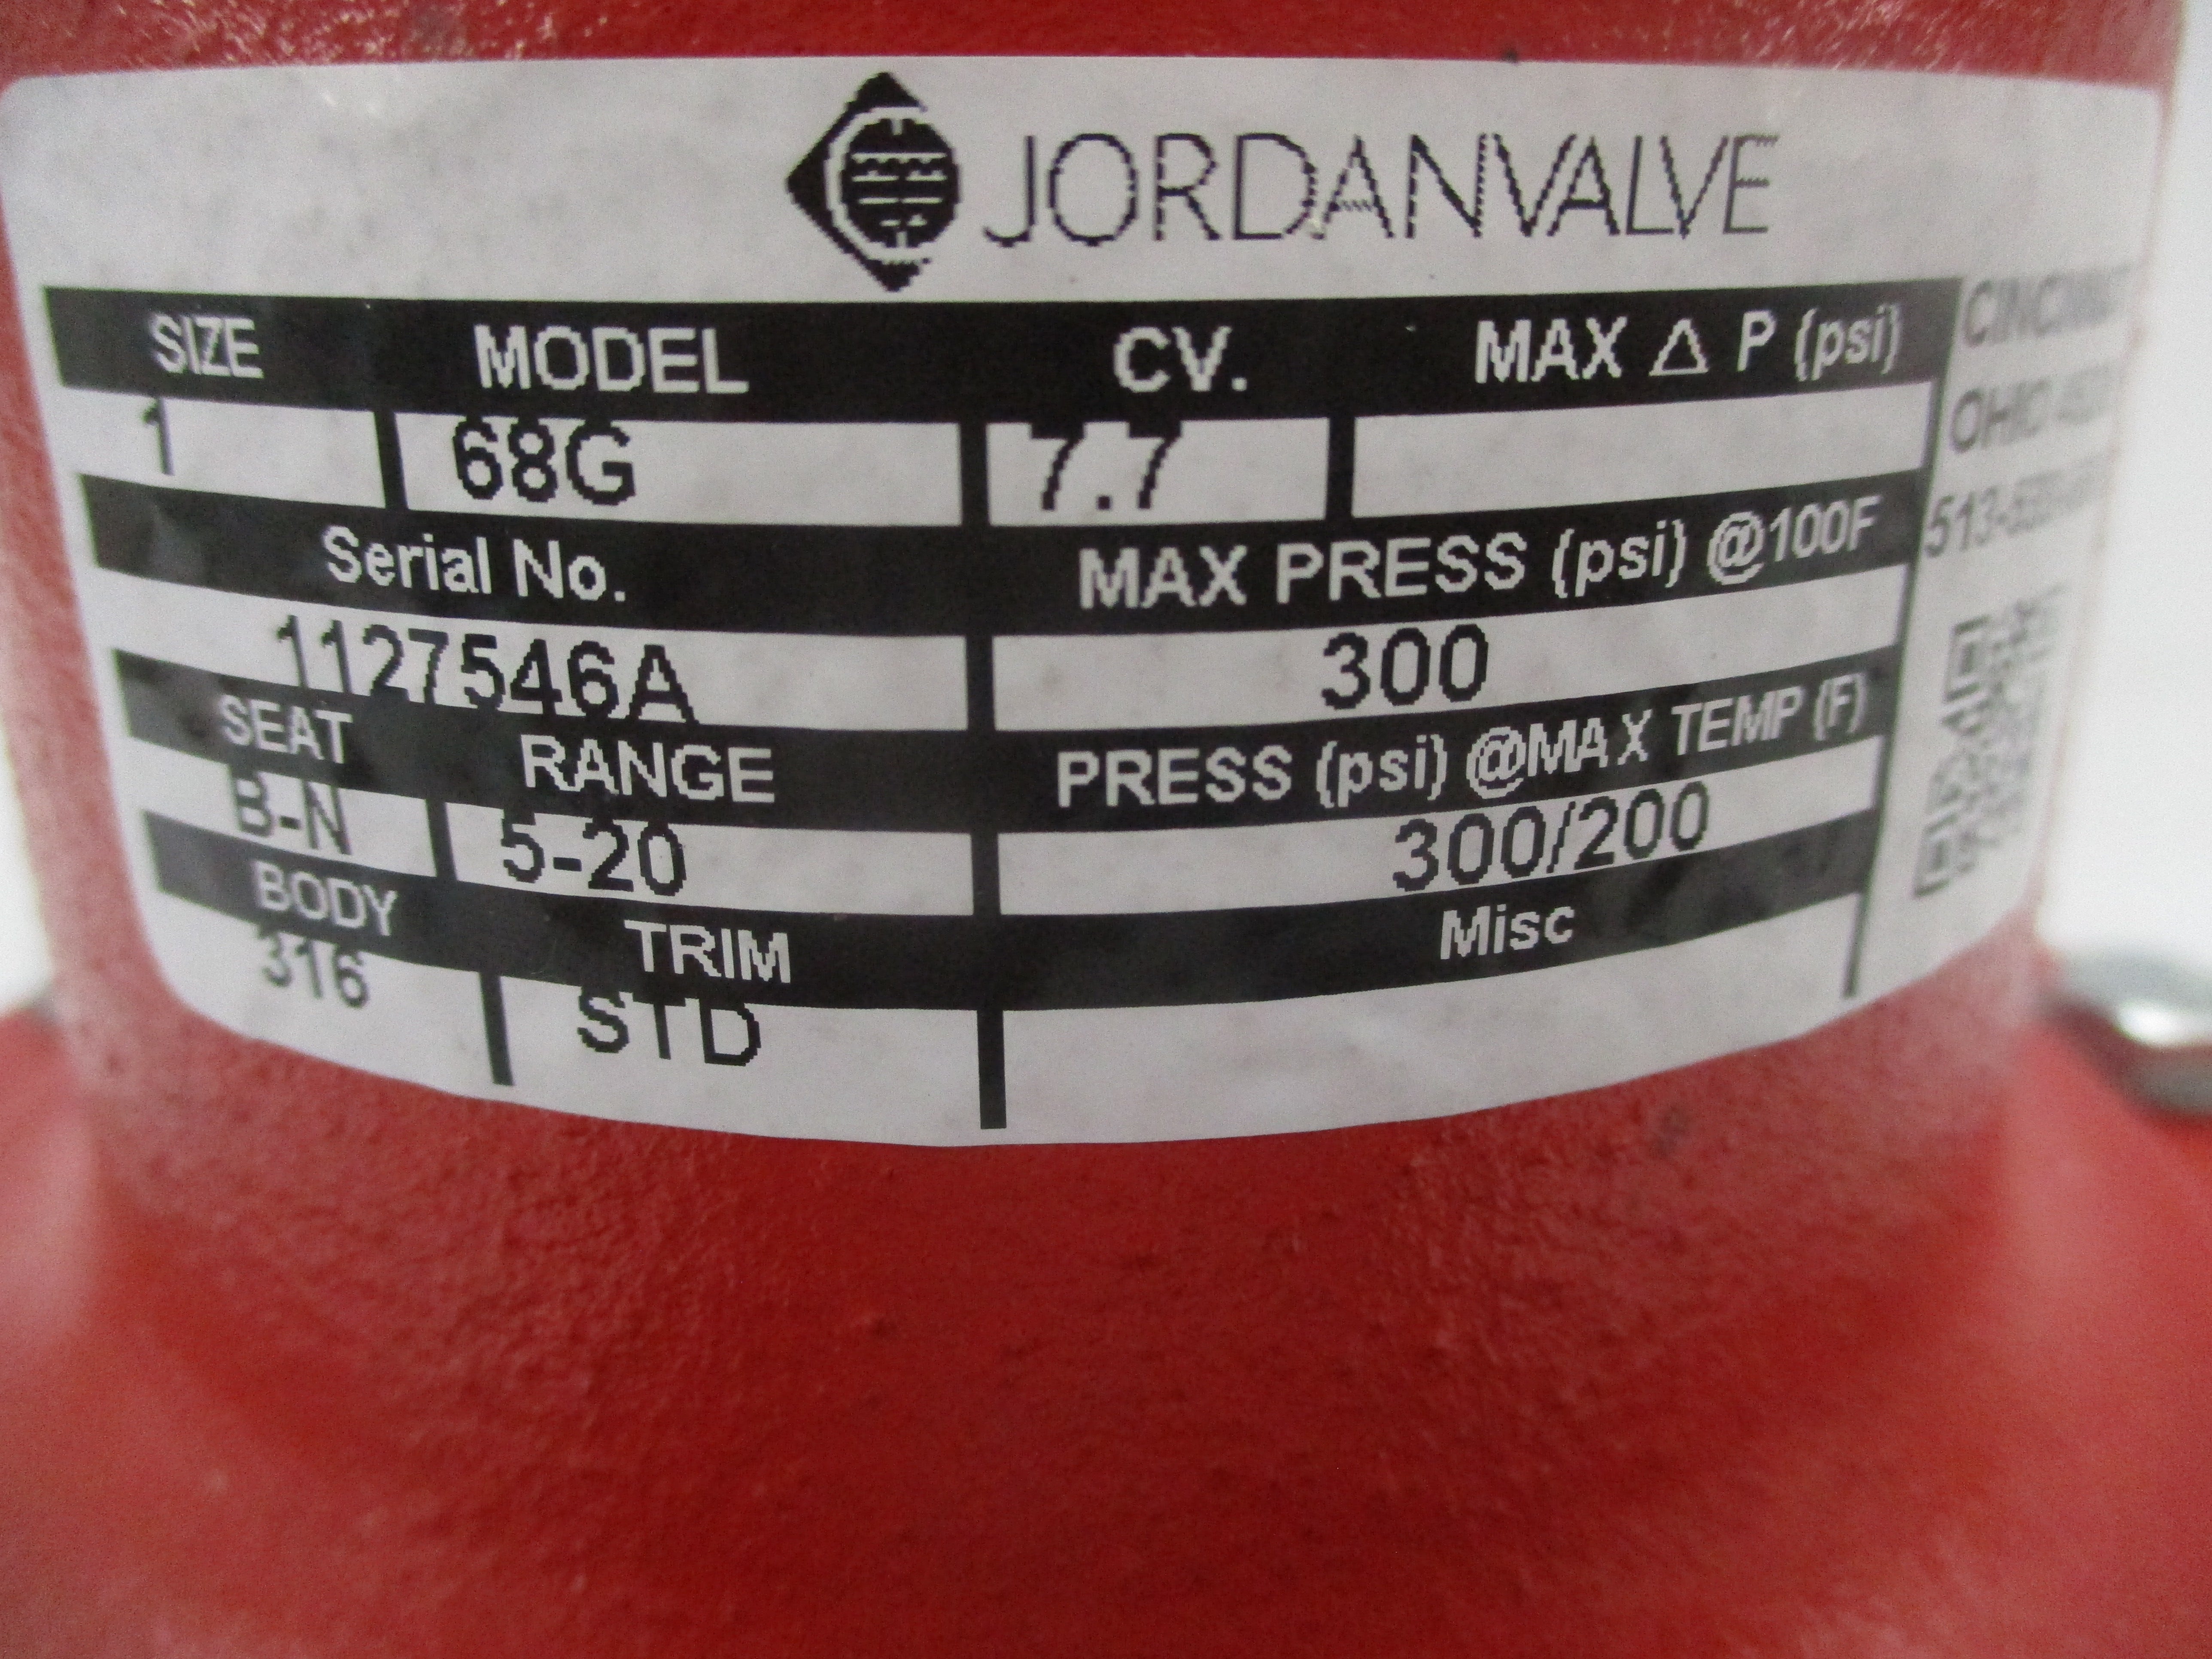 JORDANVALVE
SIZE MODEL CV. MAX Δ P (psi)
1 68G 7.7
Serial No. MAX PRESS (psi) @100F
1127546A 300
SEAT RANGE PRESS (psi) @MAX TEMP (F)
B-N 5-20 300/200
BODY TRIM Misc
316 STD
OHIO